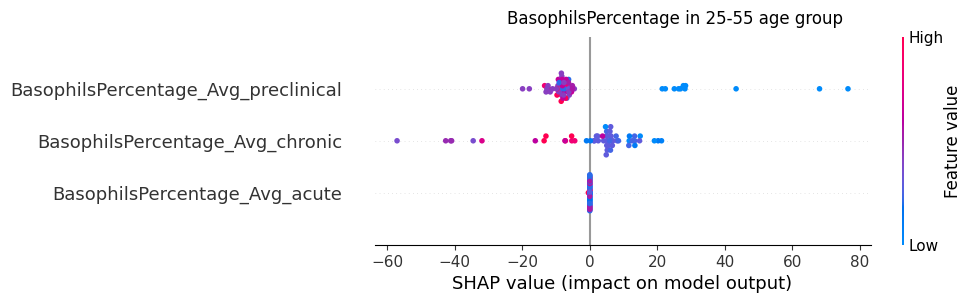 BasophilsPercentage in 25-55 age group
High
BasophilsPercentage_Avg_preclinical
BasophilsPercentage_Avg_chronic
BasophilsPercentage_Avg_acute
Feature value
Low
−60 −40 −20 0 20 40 60 80
SHAP value (impact on model output)